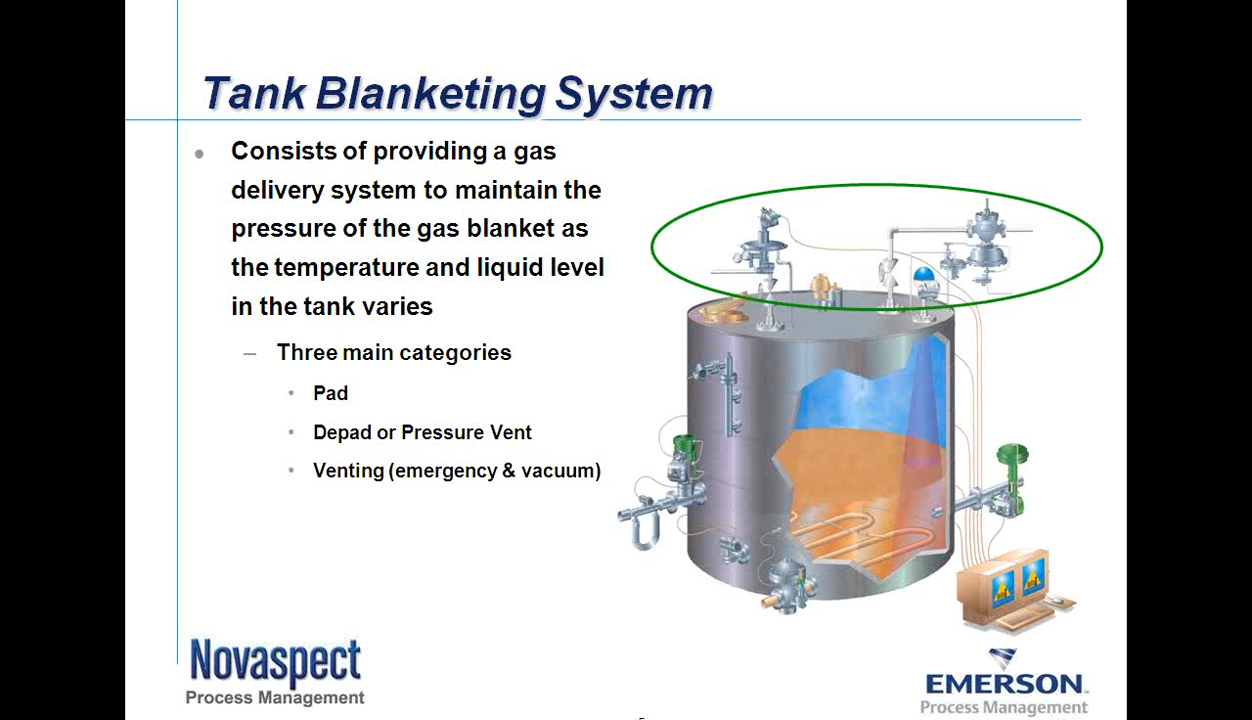 Tank Blanketing System
Consists of providing a gas
delivery system to maintain the
pressure of the gas blanket as
the temperature and liquid level
in the tank varies
– Three main categories
• Pad
• Depad or Pressure Vent
• Venting (emergency & vacuum)
Novaspect
Process Management
EMERSON
Process Management